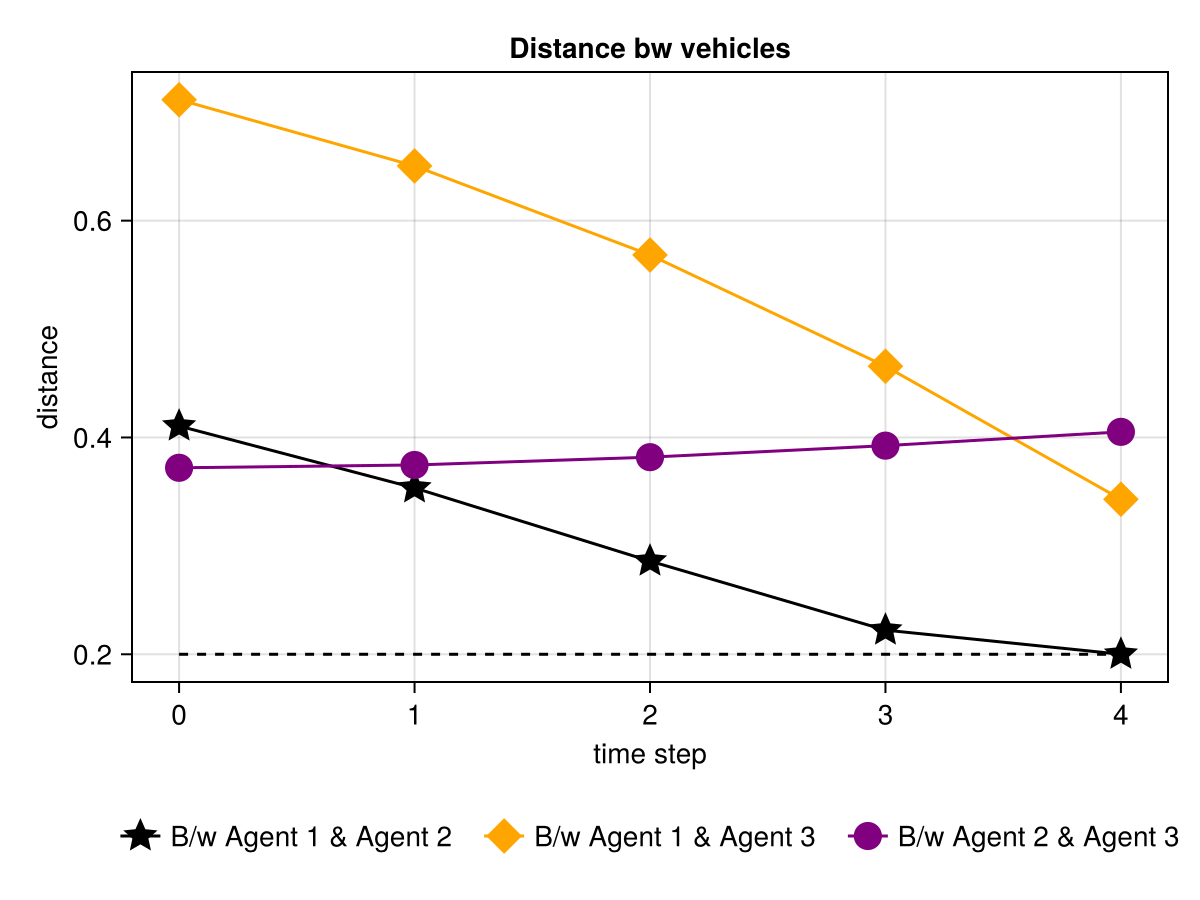 Distance bw vehicles
distance
0.6
0.4
0.2
0 1 2 3 4
time step
B/w Agent 1 & Agent 2 B/w Agent 1 & Agent 3 B/w Agent 2 & Agent 3